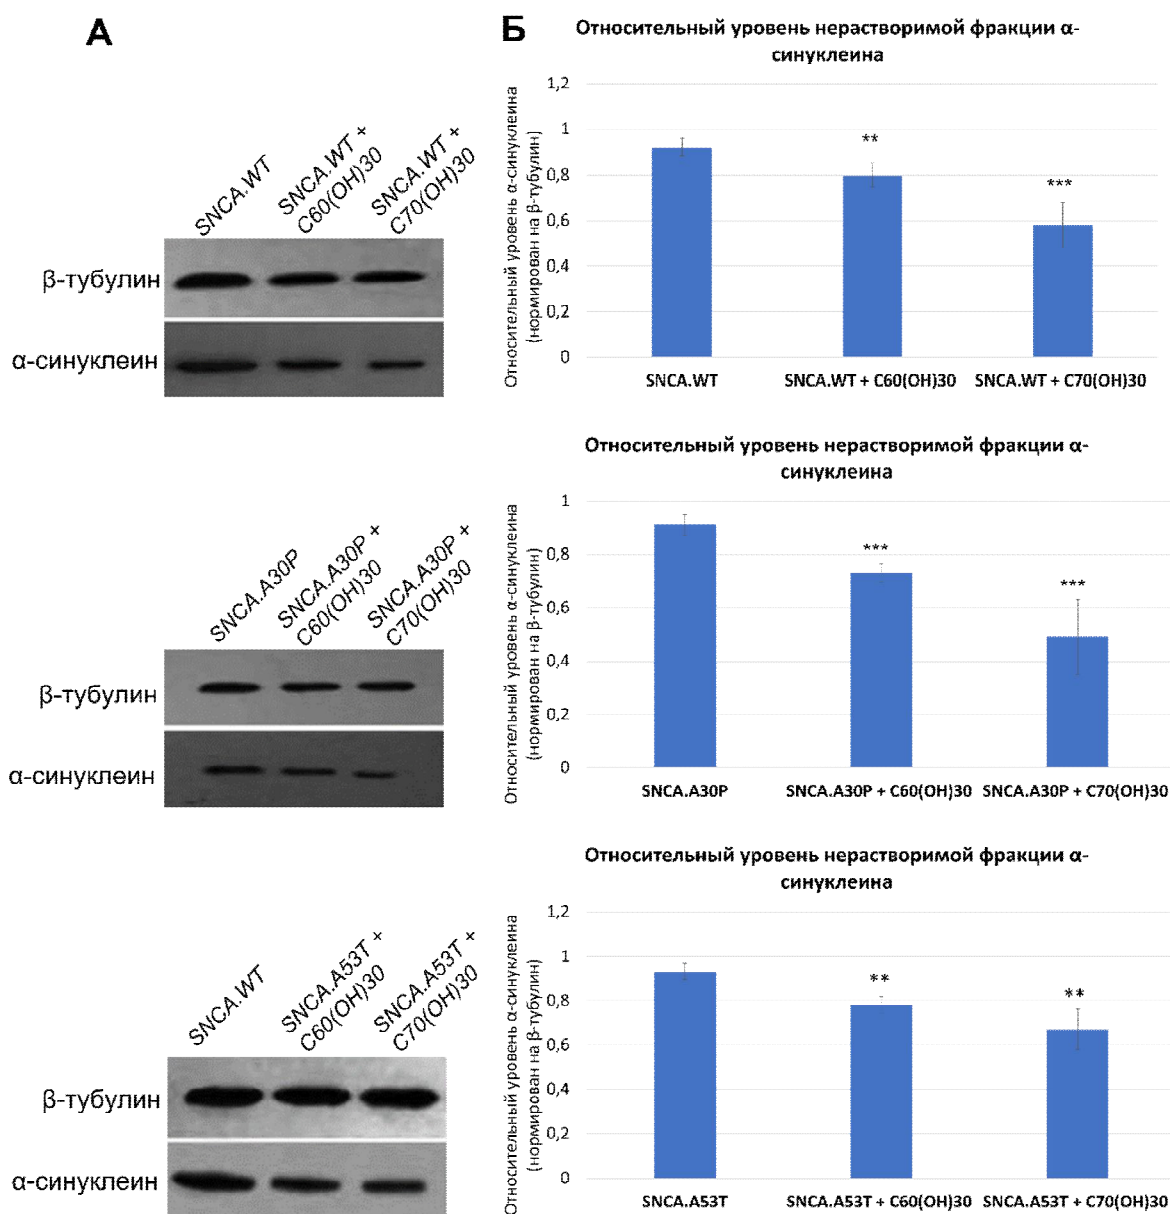 А
SNCA.WT
SNCA.WT +
C60(OH)30
SNCA.WT +
C70(OH)30
β-тубулин
α-синуклеин
SNCA.A30P
SNCA.A30P +
C60(OH)30
SNCA.A30P +
C70(OH)30
β-тубулин
α-синуклеин
SNCA.WT
SNCA.A53T +
C60(OH)30
SNCA.A53T +
C70(OH)30
β-тубулин
α-синуклеин
Б
Относительный уровень нерастворимой фракции α-
синуклеина
Относительный уровень α-синуклеина
(нормирован на β-тубулин)
1,2
1
0,8
0,6
0,4
0,2
0
**
***
SNCA.WT
SNCA.WT + C60(OH)30
SNCA.WT + C70(OH)30
Относительный уровень нерастворимой фракции α-
синуклеина
Относительный уровень α-синуклеина
(нормирован на β-тубулин)
1
0,8
0,6
0,4
0,2
0
***
***
SNCA.A30P
SNCA.A30P + C60(OH)30
SNCA.A30P + C70(OH)30
Относительный уровень нерастворимой фракции α-
синуклеина
Относительный уровень α-синуклеина
(нормирован на β-тубулин)
1,2
1
0,8
0,6
0,4
0,2
0
**
**
SNCA.A53T
SNCA.A53T + C60(OH)30
SNCA.A53T + C70(OH)30